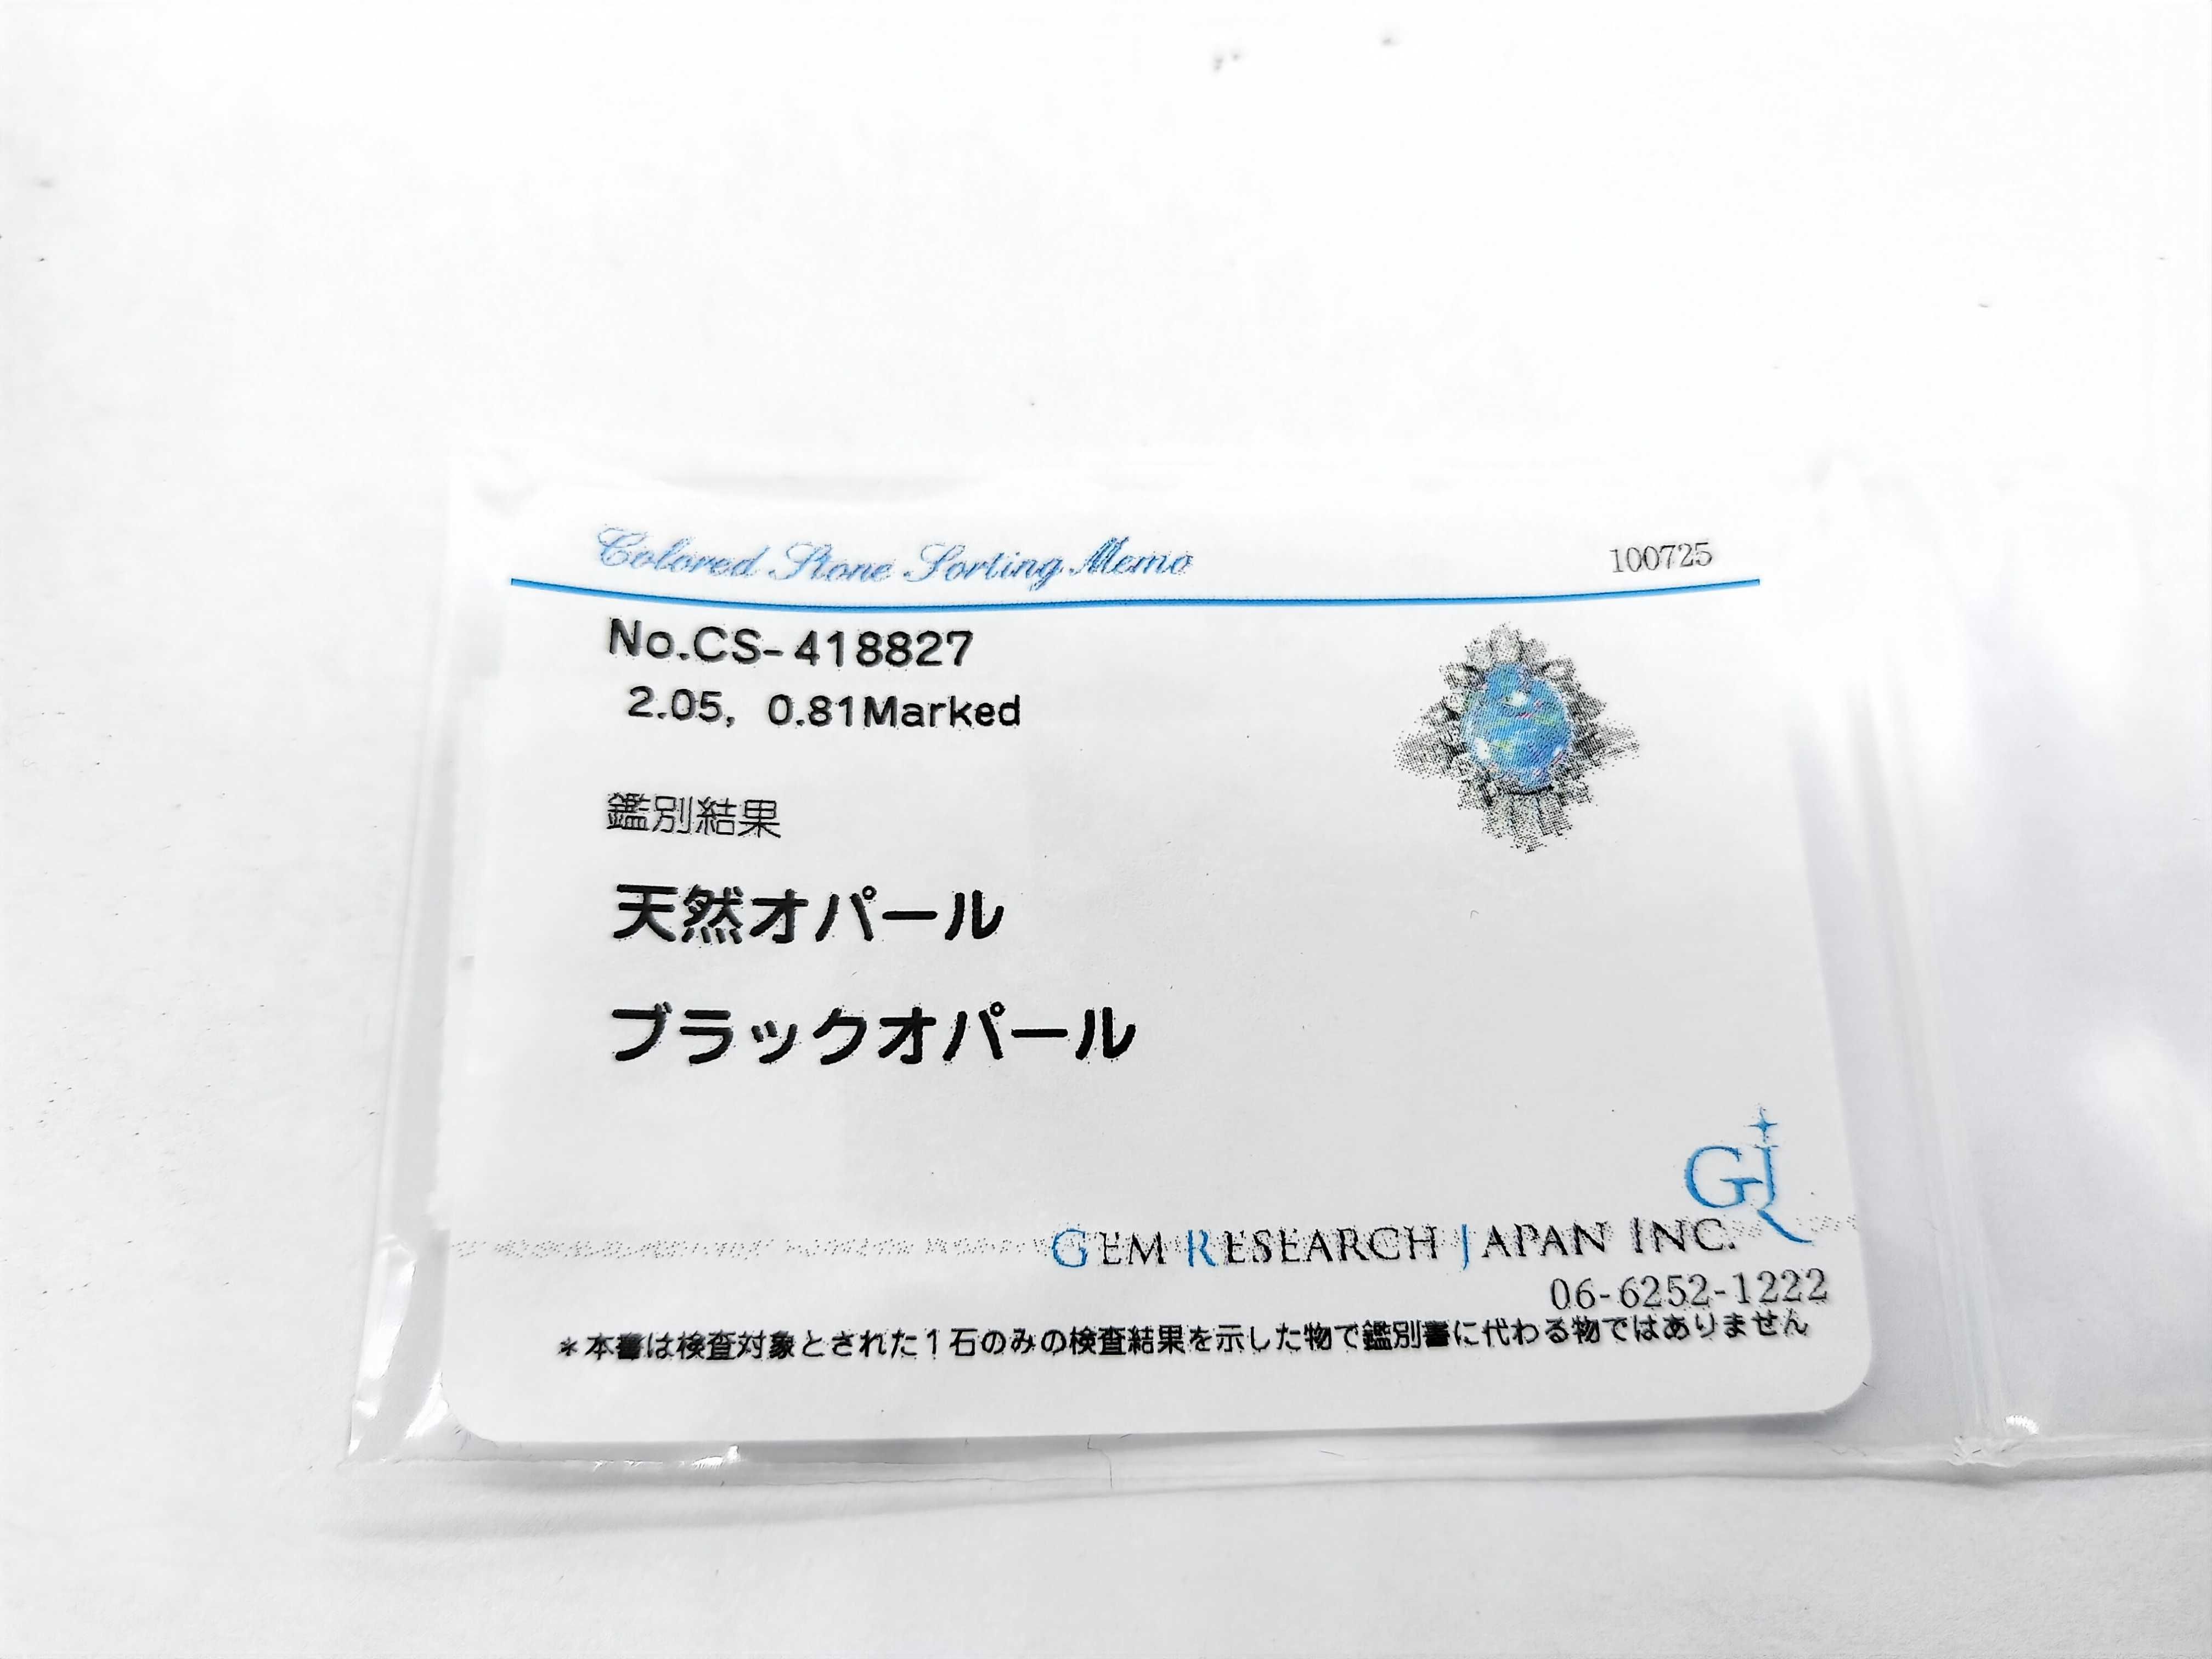 Colored Stone Sorting Memo
100725
No.CS-418827
2.05, 0.81Marked
鑑別結果
天然オパール
ブラックオパール
GRJ
GEM RESEARCH JAPAN INC.
06-6252-1222
*本書は検査対象とされた1石のみの検査結果を示した物で鑑別書に代わる物ではありません